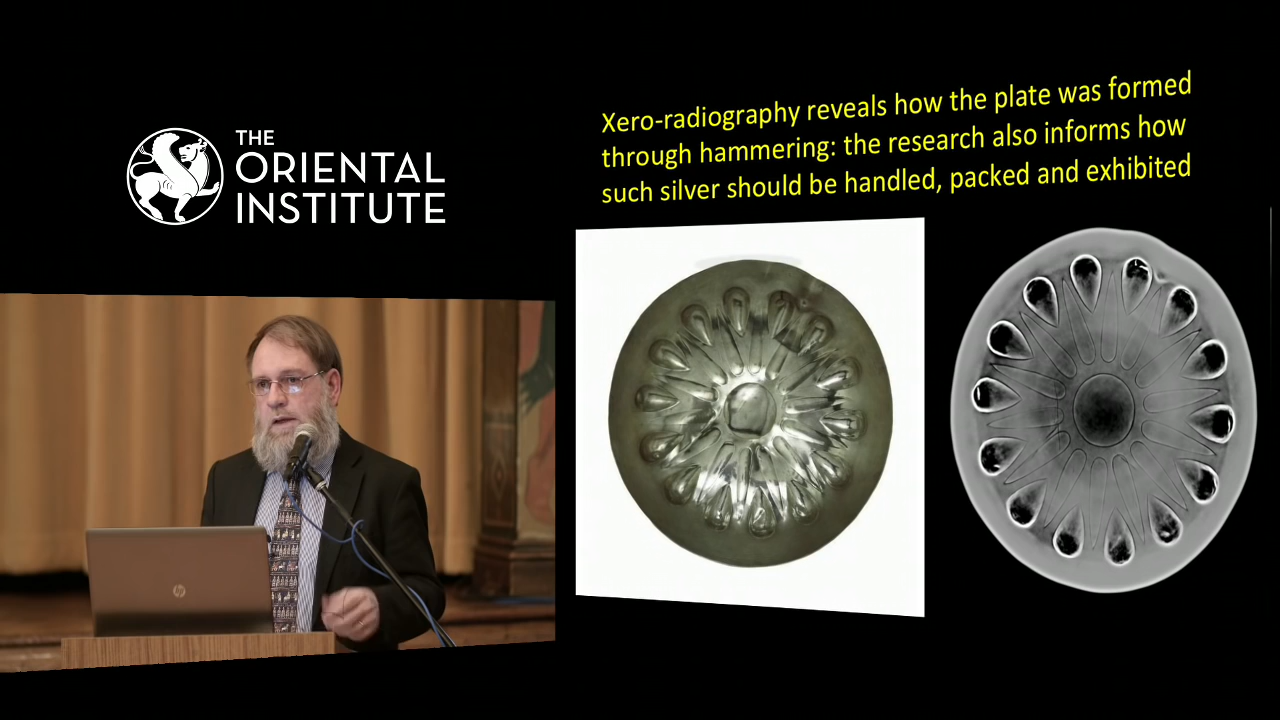 THE
ORIENTAL
INSTITUTE
Xero-radiography reveals how the plate was formed
through hammering: the research also informs how
such silver should be handled, packed and exhibited
hp